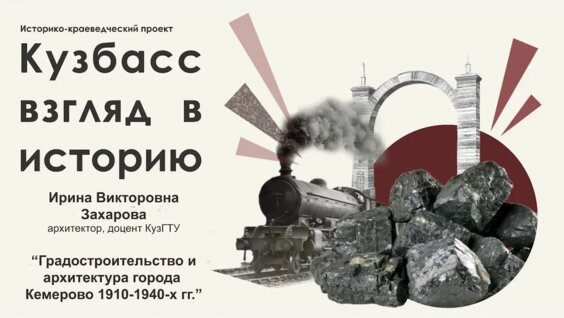 Историко-краеведческий проект
Кузбасс
взгляд в
историю
Ирина Викторовна
Захарова
архитектор, доцент КузГТУ
“Градостроительство и
архитектура города
Кемерово 1910-1940-х гг.”